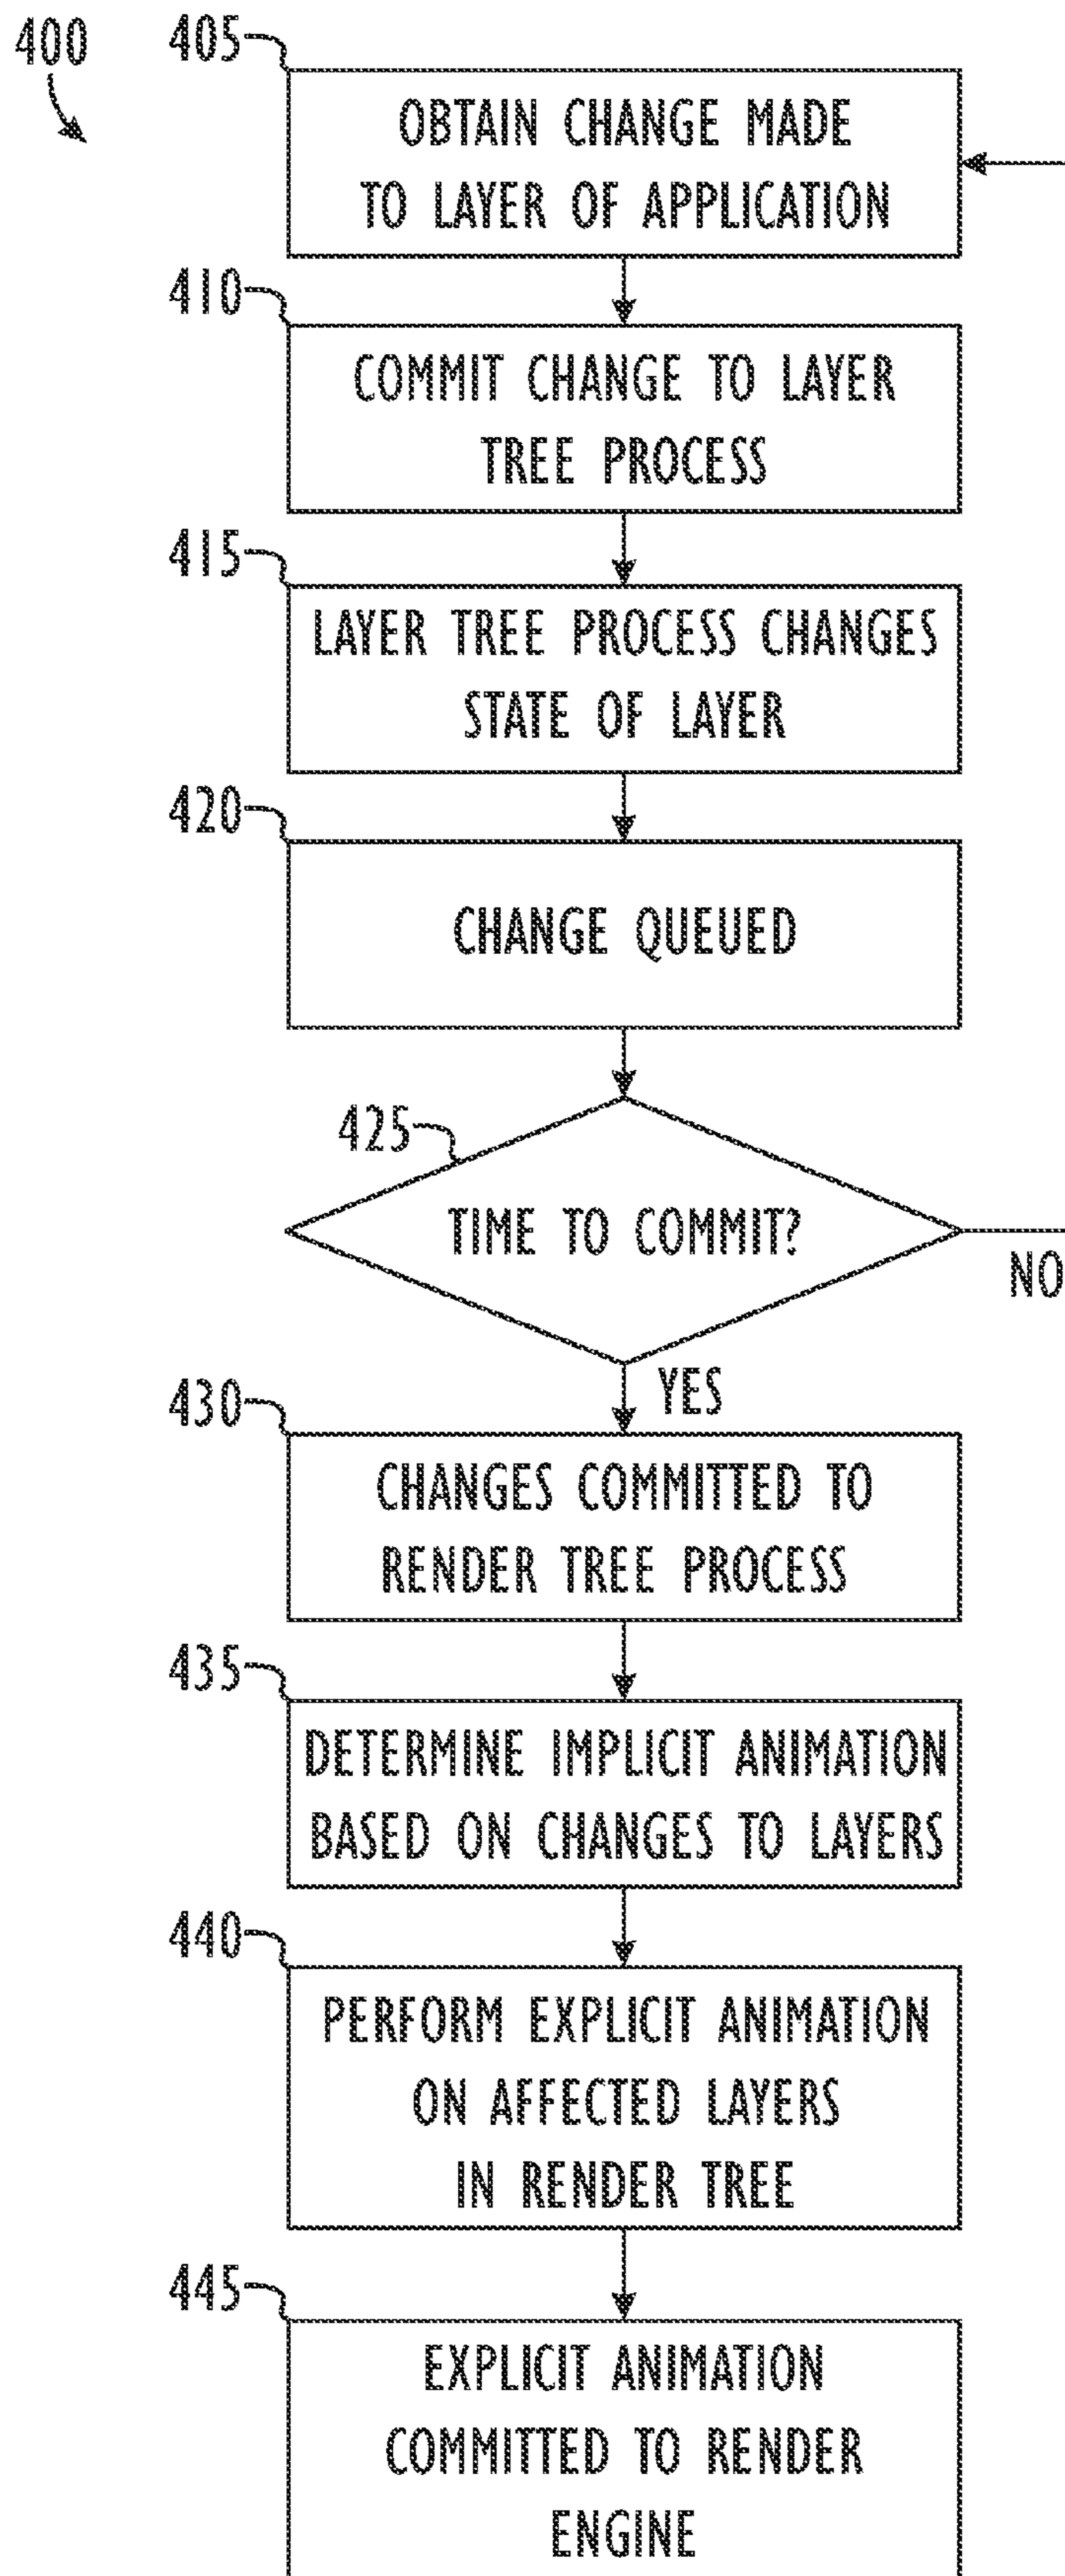 400
405
OBTAIN CHANGE MADE
TO LAYER OF APPLICATION
410
COMMIT CHANGE TO LAYER
TREE PROCESS
415
LAYER TREE PROCESS CHANGES
STATE OF LAYER
420
CHANGE QUEUED
425
TIME TO COMMIT?
NO
YES
430
CHANGES COMMITTED TO
RENDER TREE PROCESS
435
DETERMINE IMPLICIT ANIMATION
BASED ON CHANGES TO LAYERS
440
PERFORM EXPLICIT ANIMATION
ON AFFECTED LAYERS
IN RENDER TREE
445
EXPLICIT ANIMATION
COMMITTED TO RENDER
ENGINE